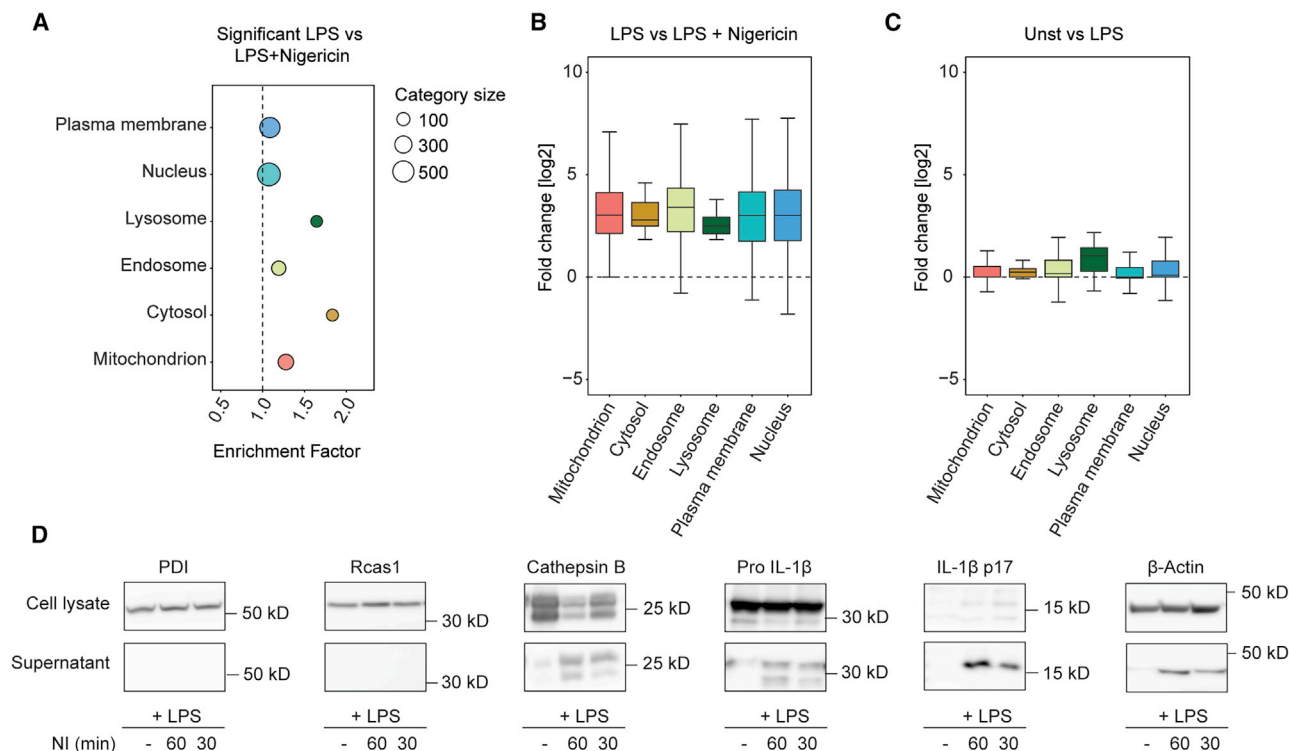 A
Significant LPS vs
LPS+Nigericin
Plasma membrane
Nucleus
Lysosome
Endosome
Cytosol
Mitochondrion
0.5
1.0
1.5
2.0
Enrichment Factor
Category size
100
300
500
B
LPS vs LPS + Nigericin
Fold change [log2]
10
5
0
−5
Mitochondrion
Cytosol
Endosome
Lysosome
Plasma membrane
Nucleus
C
Unst vs LPS
Fold change [log2]
10
5
0
−5
Mitochondrion
Cytosol
Endosome
Lysosome
Plasma membrane
Nucleus
D
PDI Rcas1 Cathepsin B Pro IL-1β IL-1β p17 β-Actin
Cell lysate 50 kD 30 kD 25 kD 30 kD 15 kD 50 kD
Supernatant 50 kD 30 kD 25 kD 30 kD 15 kD 50 kD
+ LPS + LPS + LPS + LPS + LPS + LPS
NI (min) - 60 30 - 60 30 - 60 30 - 60 30 - 60 30 - 60 30